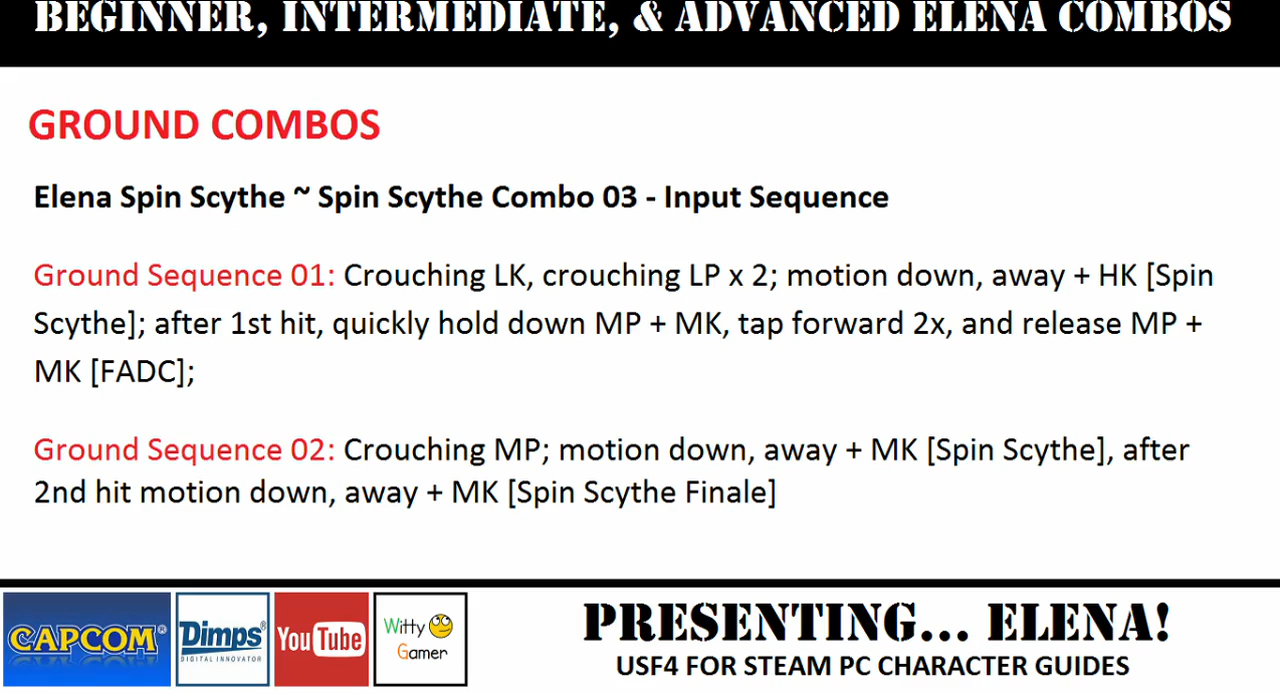 BEGINNER, INTERMEDIATE, & ADVANCED ELENA COMBOS
GROUND COMBOS
Elena Spin Scythe ~ Spin Scythe Combo 03 - Input Sequence
Ground Sequence 01: Crouching LK, crouching LP x 2; motion down, away + HK [Spin
Scythe]; after 1st hit, quickly hold down MP + MK, tap forward 2x, and release MP +
MK [FADC];
Ground Sequence 02: Crouching MP; motion down, away + MK [Spin Scythe], after
2nd hit motion down, away + MK [Spin Scythe Finale]
CAPCOM®
Dimps®
DIGITAL INNOVATOR
YouTube
Witty
Gamer
PRESENTING... ELENA!
USF4 FOR STEAM PC CHARACTER GUIDES